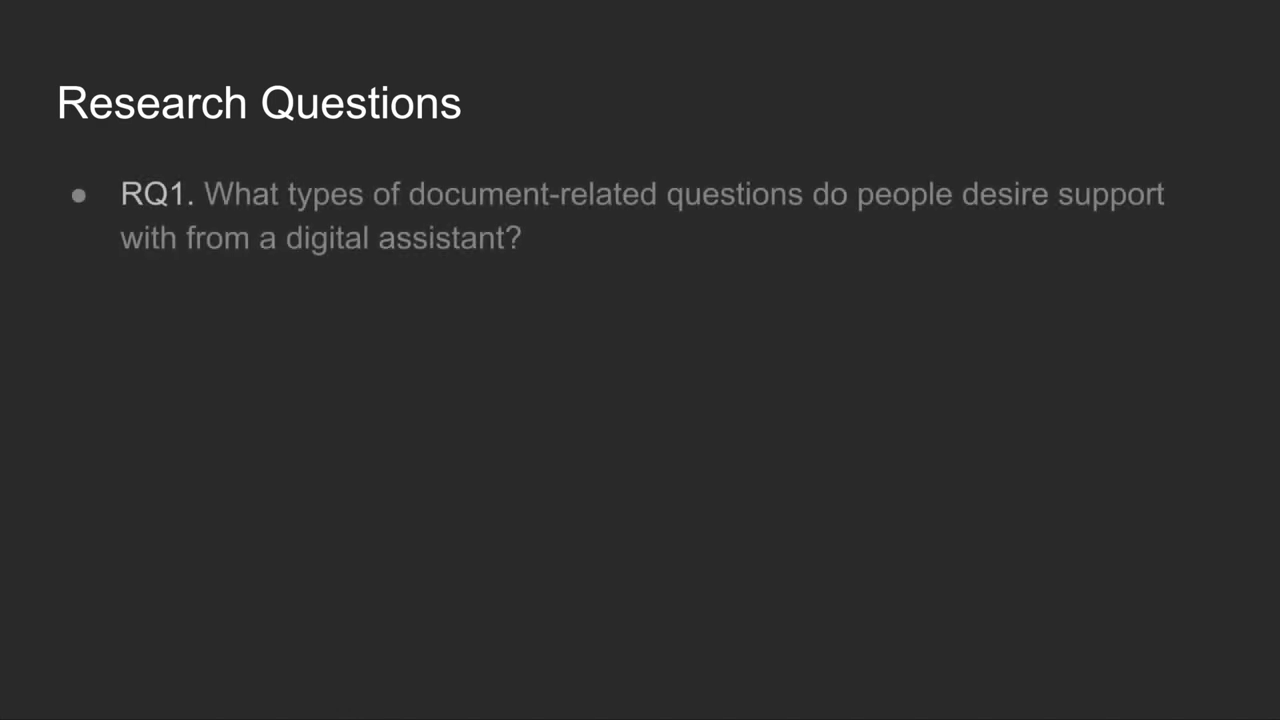 Research Questions
● RQ1. What types of document-related questions do people desire support
with from a digital assistant?